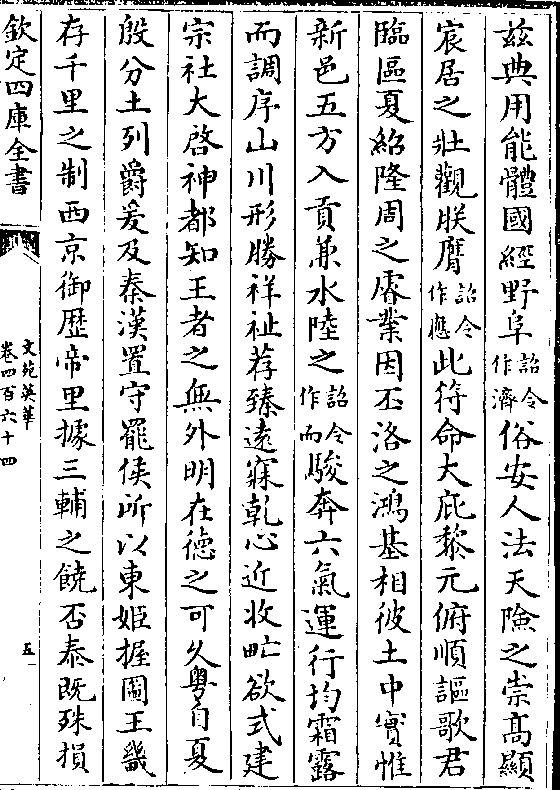 兹典用能體國經野阜詔令作濟俗安人法天險之崇髙顯
宸居之壯觀朕膺詔令作應此符命大庇黎元俯順謳歌君
臨區夏紹隆周之睿業因丕洛之鴻基相彼土中實惟
新邑五方入貢兼水陸之詔令作而駿奔六氣運行均霜露
而調序山川形勝祥祉荐臻逺寐乾心近收甿欲式建
宗社大啓神都知王者之無外明在徳之可久粤自夏
殷分土列爵爰及秦漢置守罷侯所以東姬握圖王畿
存千里之制西京御歴帝里據三輔之饒否泰既殊損
欽定四庫全書
文苑英華
卷四百六十四
五